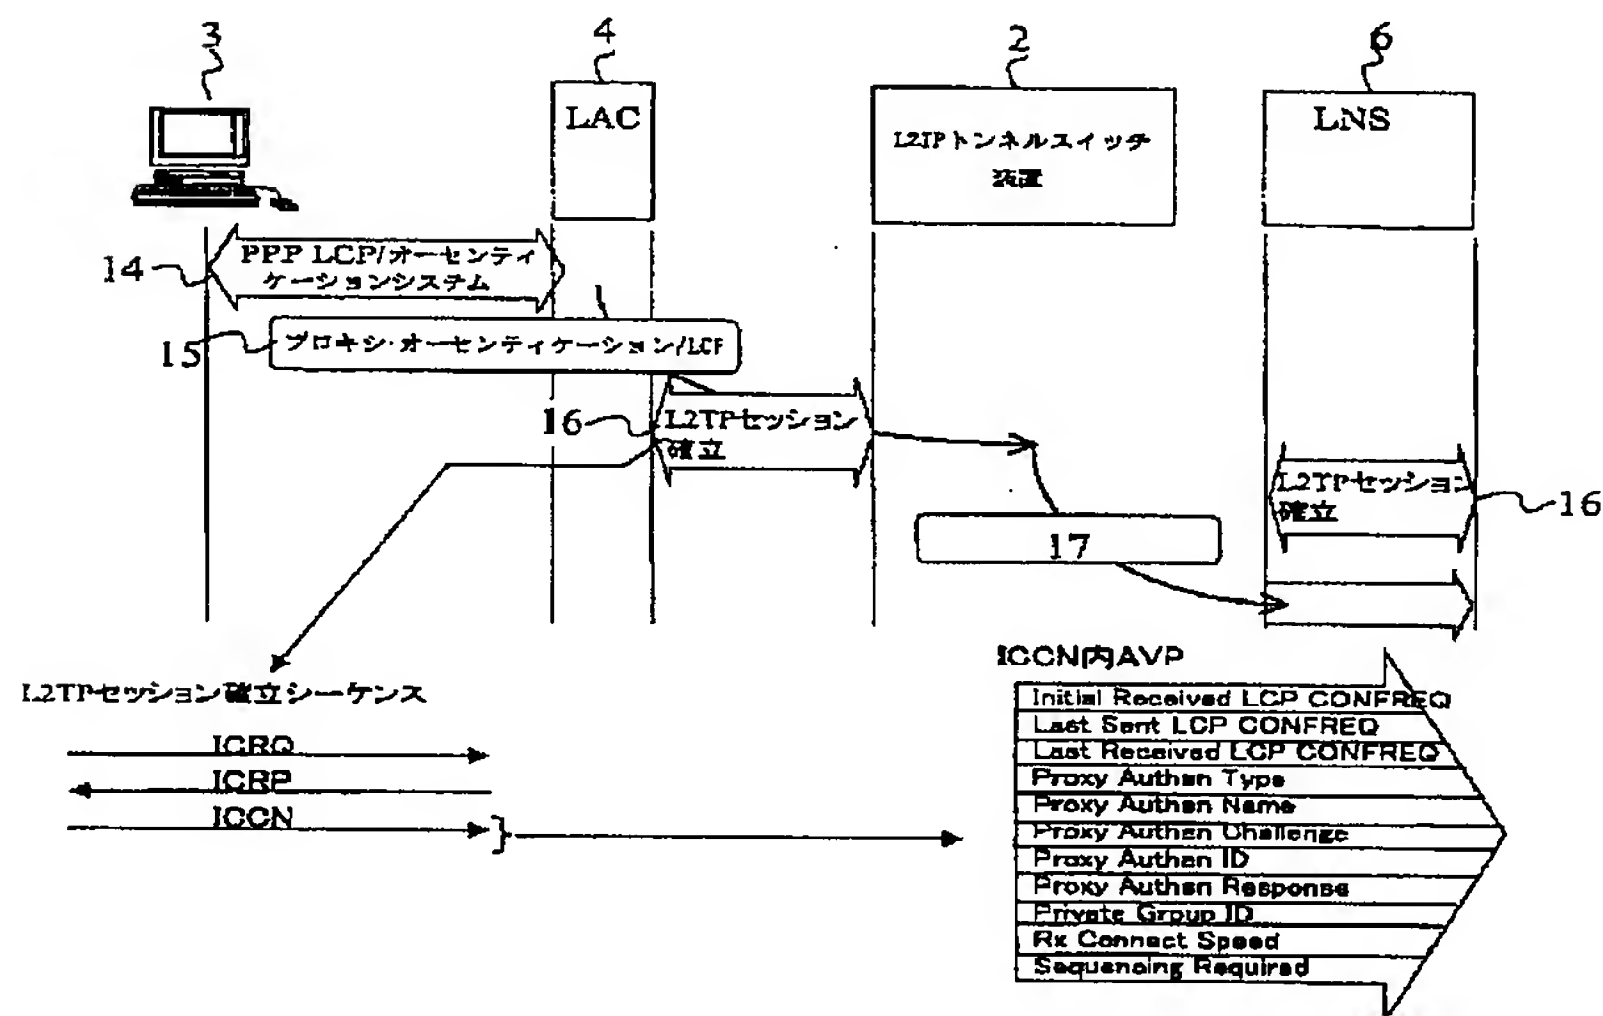 3
4
2
6
LAC
L2TPトンネルスイッチ
装置
LNS
14
PPP LCP/オーセンティ
ケーションシステム
15
プロキシ・オーセンティケーション/LCP
16
L2TPセッション
確立
L2TPセッション
確立
16
17
L2TPセッション確立シーケンス
ICRQ
ICRP
ICCN
ICCN内AVP
Initial Received LCP CONFREQ
Last Sent LCP CONFREQ
Last Received LCP CONFREQ
Proxy Authen Type
Proxy Authen Name
Proxy Authen Challenge
Proxy Authen ID
Proxy Authen Response
Private Group ID
Rx Connect Speed
Sequencing Required